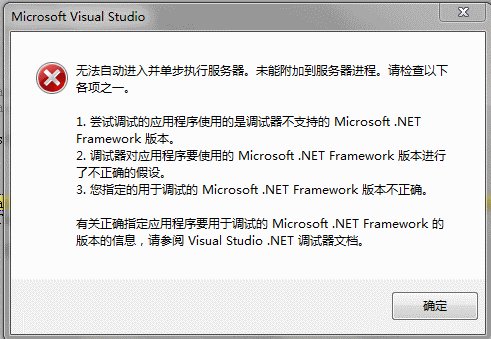 Microsoft Visual Studio
无法自动进入并单步执行服务器。未能附加到服务器进程。请检查以下
各项之一。
1. 尝试调试的应用程序使用的是调试器不支持的 Microsoft .NET
Framework 版本。
2. 调试器对应用程序要使用的 Microsoft .NET Framework 版本进行
了不正确的假设。
3. 您指定的用于调试的 Microsoft .NET Framework 版本不正确。
有关正确指定应用程序要用于调试的 Microsoft .NET Framework 的
版本的信息，请参阅 Visual Studio .NET 调试器文档。
确定